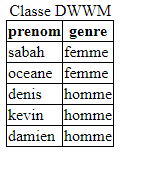 Classe DWWM
prenom genre
sabah femme
oceane femme
denis homme
kevin homme
damien homme